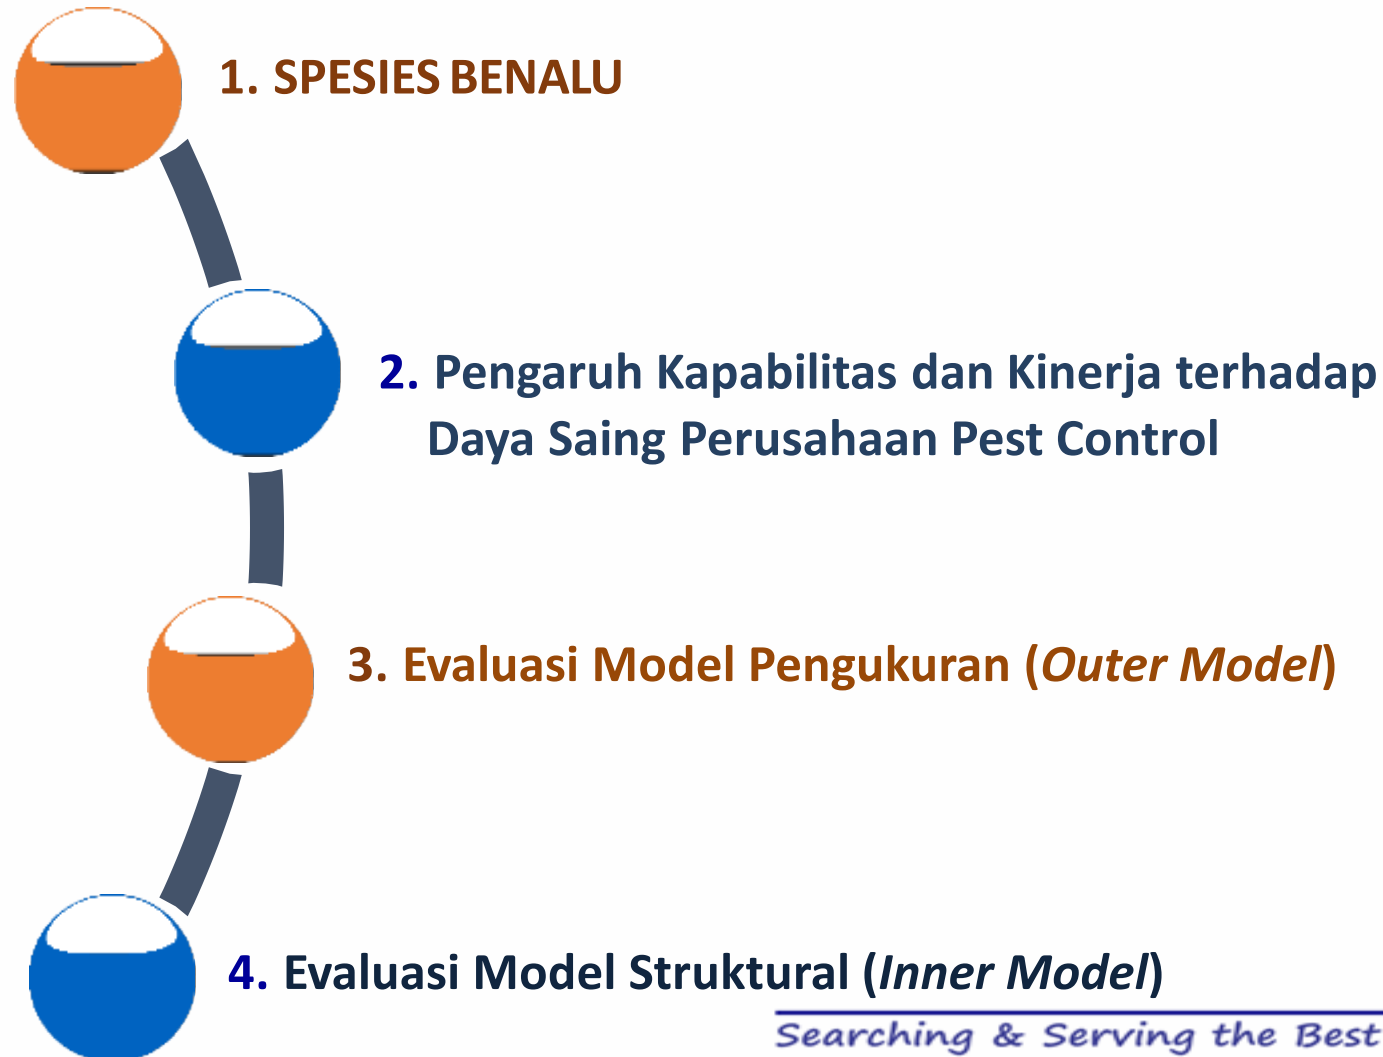 1. SPESIES BENALU
2. Pengaruh Kapabilitas dan Kinerja terhadap
Daya Saing Perusahaan Pest Control
3. Evaluasi Model Pengukuran (Outer Model)
4. Evaluasi Model Struktural (Inner Model)
Searching & Serving the Best